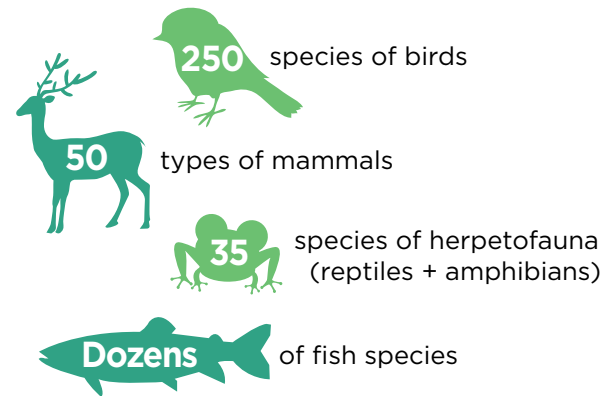 250 species of birds
50 types of mammals
35 species of herpetofauna
(reptiles + amphibians)
Dozens of fish species